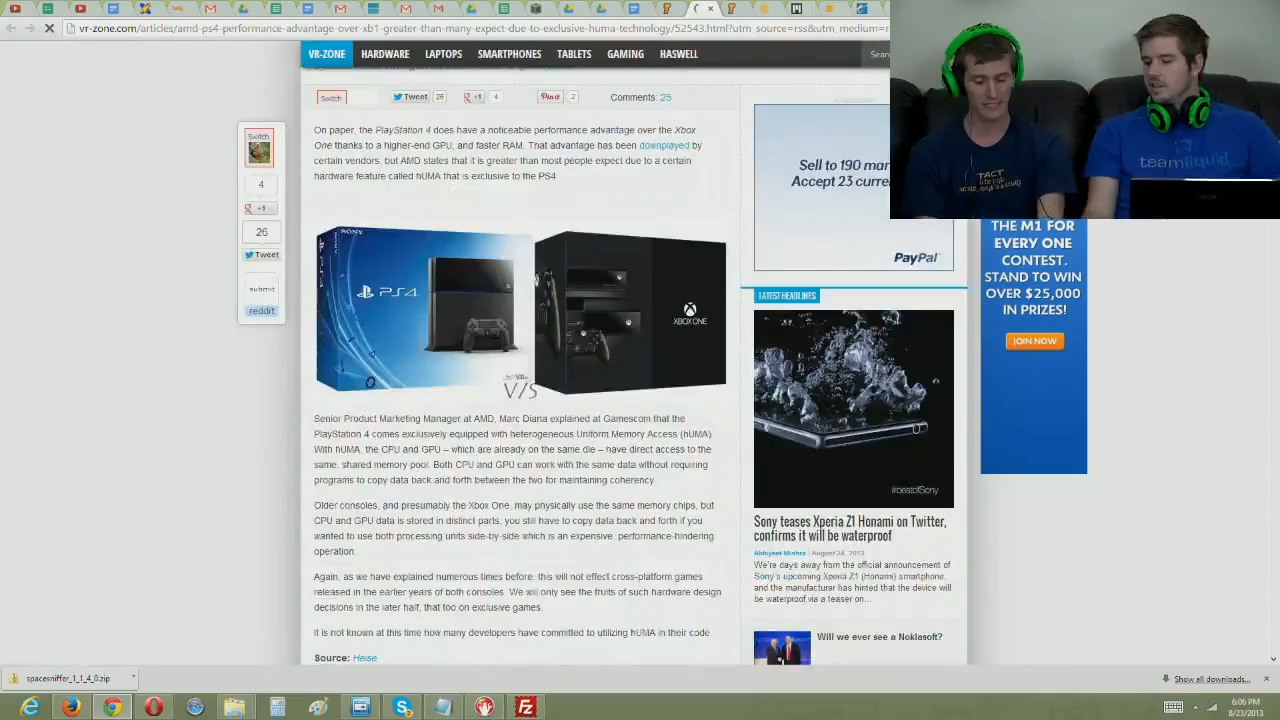 vr-zone.com/articles/amd-ps4-performance-advantage-over-xb1-greater-than-many-expect-due-to-exclusive-huma-technology/52543.html?utm_source=rss&utm_medium=r
VR-ZONE HARDWARE LAPTOPS SMARTPHONES TABLETS GAMING HASWELL
Switch Tweet 26 +1 4 Pin it 2 Comments: 25
On paper, the PlayStation 4 does have a noticeable performance advantage over the Xbox
One thanks to a higher-end GPU, and faster RAM. That advantage has been downplayed by
certain vendors, but AMD states that it is greater than most people expect due to a certain
hardware feature called hUMA that is exclusive to the PS4
Switch
4
+1
26
Tweet
submit
reddit
SONY
PS4
500
V/S
XBOX ONE
Senior Product Marketing Manager at AMD, Marc Diana explained at Gamescom that the
PlayStation 4 comes exclusively equipped with heterogeneous Uniform Memory Access (hUMA)
With hUMA, the CPU and GPU – which are already on the same die – have direct access to the
same, shared memory pool. Both CPU and GPU can work with the same data without requiring
programs to copy data back and forth between the two for maintaining coherency.
Older consoles, and presumably the Xbox One, may physically use the same memory chips, but
CPU and GPU data is stored in distinct parts; you still have to copy data back and forth if you
wanted to use both processing units side-by-side which is an expensive, performance-hindering
operation.
Again, as we have explained numerous times before, this will not effect cross-platform games
released in the earlier years of both consoles. We will only see the fruits of such hardware design
decisions in the later half, that too on exclusive games.
It is not known at this time how many developers have committed to utilizing hUMA in their code.
Source: Heise
Sear
Sell to 190 mar
Accept 23 curre
PayPal
LATEST HEADLINES
#bestofSony
Sony teases Xperia Z1 Honami on Twitter,
confirms it will be waterproof
Abhijeet Mishra | August 24, 2013
We're days away from the official announcement of
Sony's upcoming Xperia Z1 (Honami) smartphone,
and the manufacturer has hinted that the device will
be waterproof via a teaser on...
Will we ever see a Noklasoft?
THE M1 FOR
EVERY ONE
CONTEST.
STAND TO WIN
OVER $25,000
IN PRIZES!
JOIN NOW
TACT
teamliquid
spacesniffer_1_1_4_0.zip
Show all downloads...
6:06 PM
8/23/2013